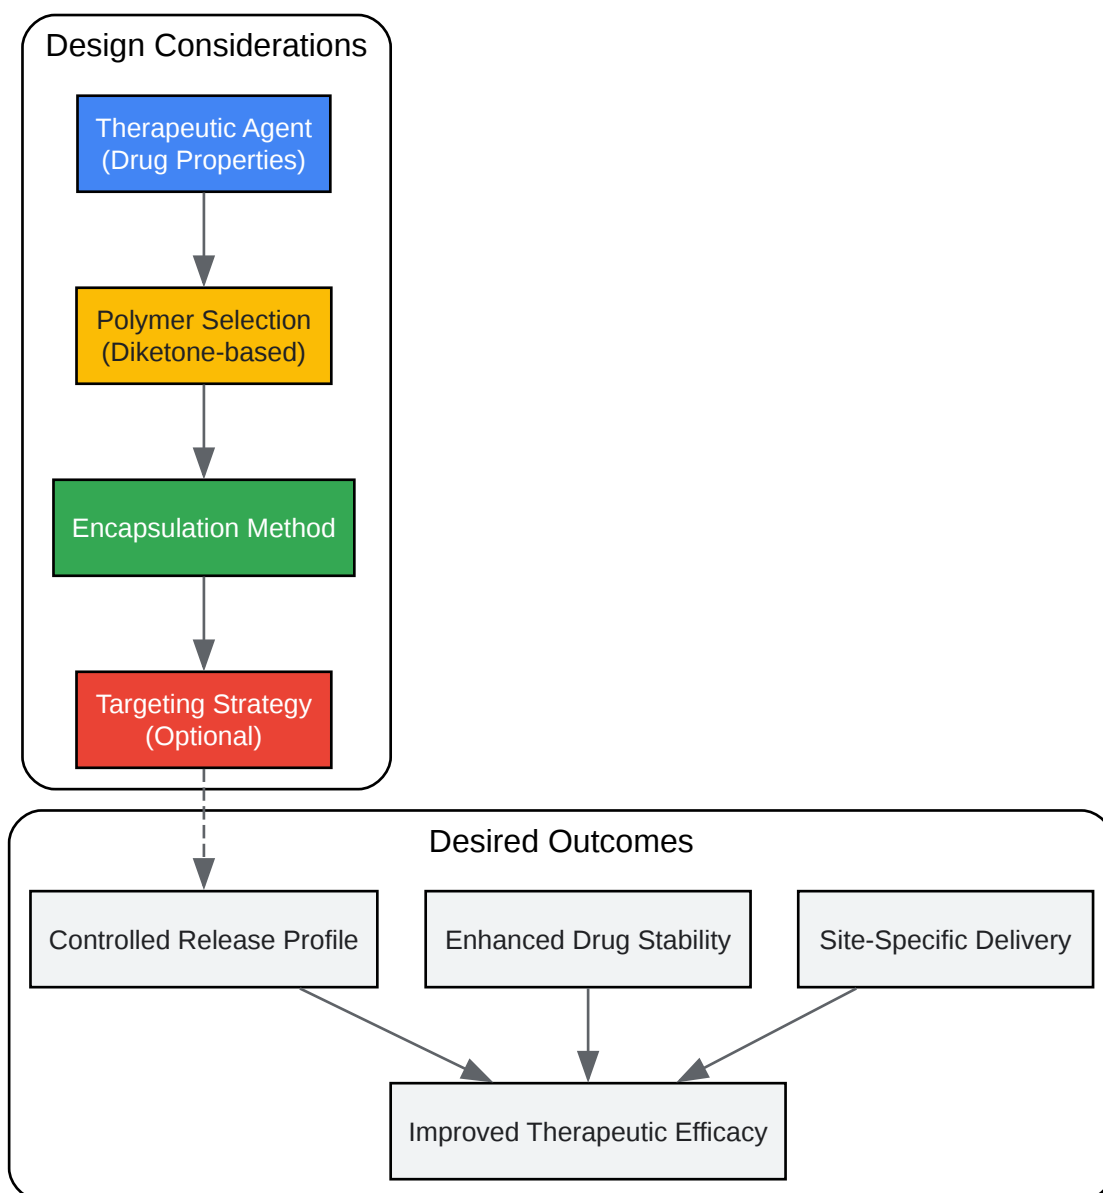 Design Considerations
Therapeutic Agent
(Drug Properties)
Polymer Selection
(Diketone-based)
Encapsulation Method
Targeting Strategy
(Optional)
Desired Outcomes
Controlled Release Profile
Enhanced Drug Stability
Site-Specific Delivery
Improved Therapeutic Efficacy